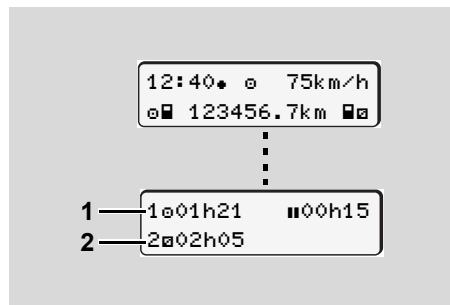 12:40● ⊙ 75km/h
⊙■ 123456.7km ■⧄
1 1⊙01h21 ▮▮00h15
2 2⧄02h05